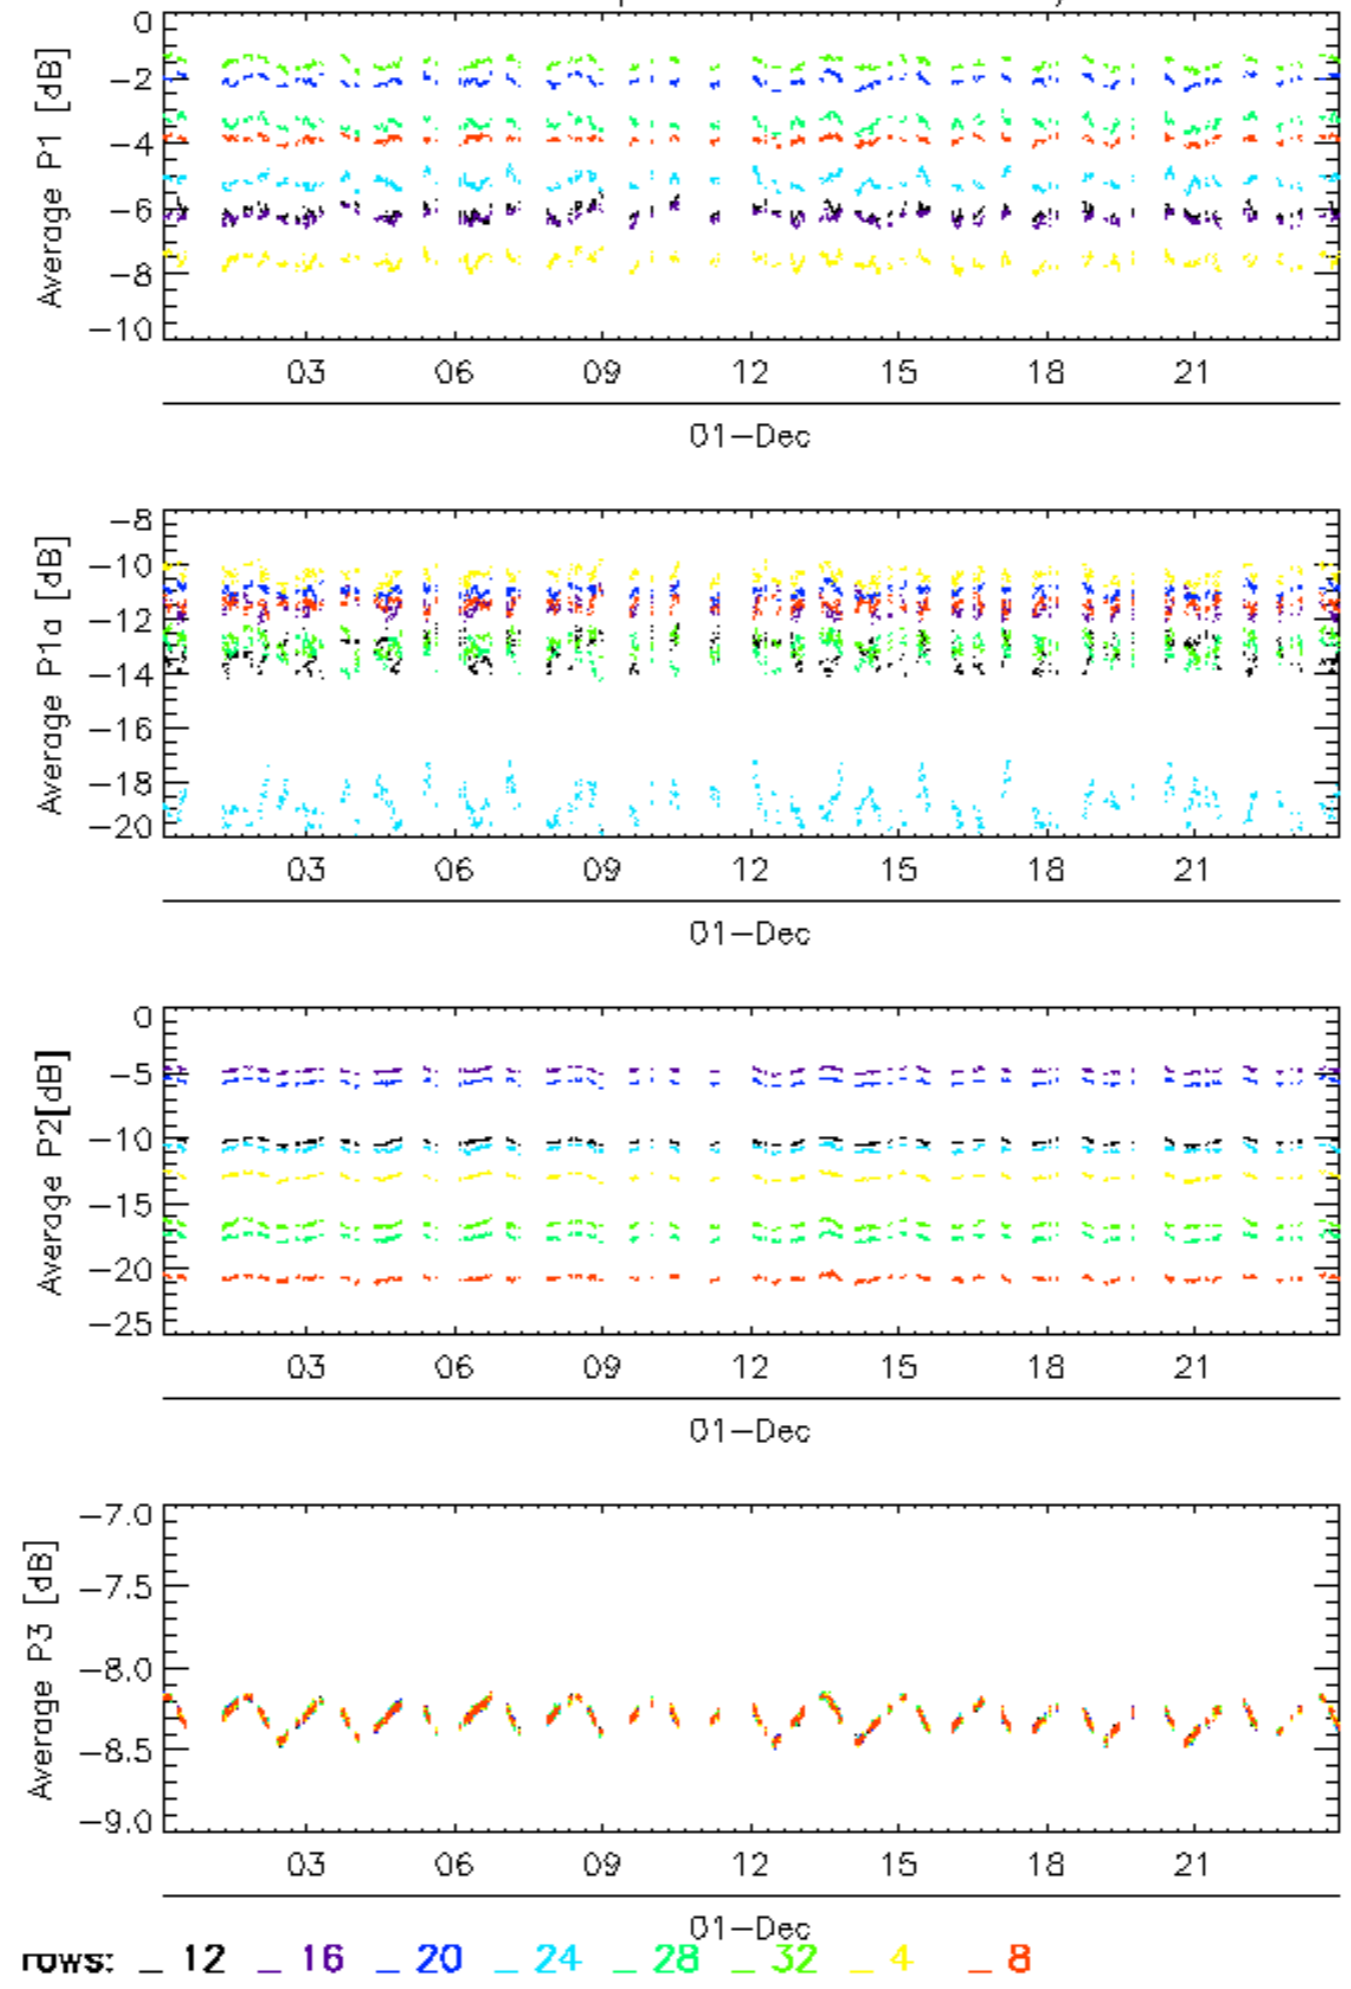 Average P1 [dB]
0
−2
−4
−6
−8
−10
03 06 09 12 15 18 21
01−Dec
Average P1a [dB]
−8
−10
−12
−14
−16
−18
−20
03 06 09 12 15 18 21
01−Dec
Average P2[dB]
0
−5
−10
−15
−20
−25
03 06 09 12 15 18 21
01−Dec
Average P3 [dB]
−7.0
−7.5
−8.0
−8.5
−9.0
03 06 09 12 15 18 21
01−Dec
rows: _ 12 _ 16 _ 20 _ 24 _ 28 _ 32 _ 4 _ 8